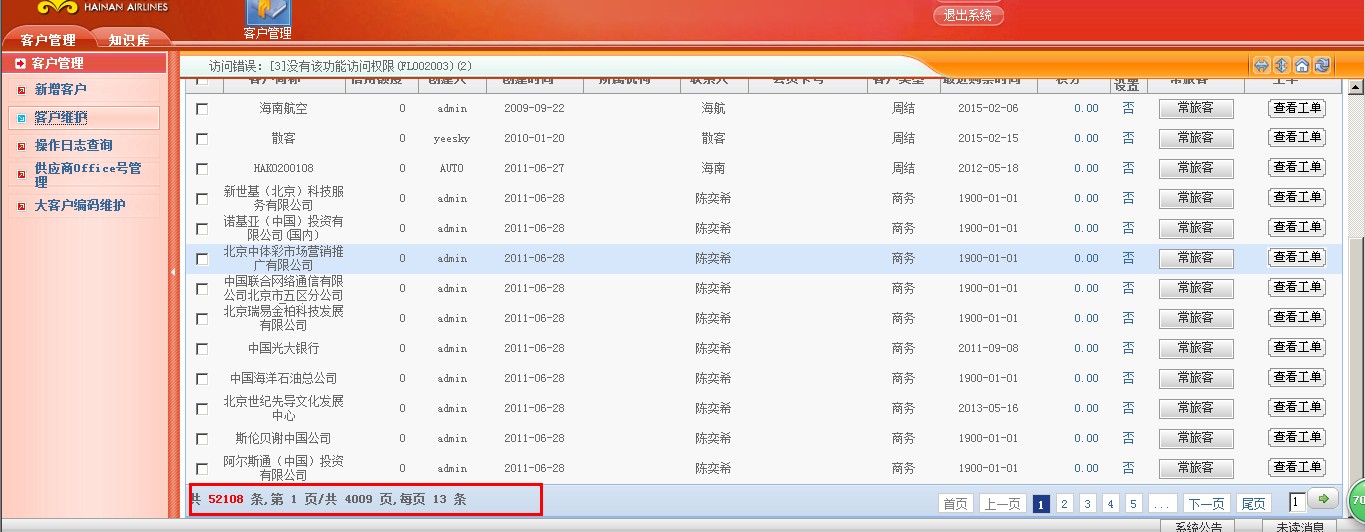 HAINAN AIRLINES
客户管理
退出系统
客户管理 知识库
客户管理
新增客户
客户维护
操作日志查询
供应商Office号管
理
大客户编码维护
访问错误: [3]没有该功能访问权限(FL002003)(2)
客户简称 信用额度 创建人 创建时间 所属机构 联系人 会员卡号 客户类型 最近购票时间 积分 设置 常旅客 工单
海南航空 0 admin 2009-09-22 海航 周结 2015-02-06 0.00 否 常旅客 查看工单
散客 0 yeesky 2010-01-20 散客 周结 2015-02-15 0.00 否 常旅客 查看工单
HAK0200108 0 AUTO 2011-06-27 海南 周结 2012-05-18 0.00 否 常旅客 查看工单
新世基（北京）科技服
务有限公司 0 admin 2011-06-28 陈奕希 商务 1900-01-01 0.00 否 常旅客 查看工单
诺基亚（中国）投资有
限公司(国内) 0 admin 2011-06-28 陈奕希 商务 1900-01-01 0.00 否 常旅客 查看工单
北京中体彩市场营销推
广有限公司 0 admin 2011-06-28 陈奕希 商务 1900-01-01 0.00 否 常旅客 查看工单
中国联合网络通信有限
公司北京市五区分公司 0 admin 2011-06-28 陈奕希 商务 1900-01-01 0.00 否 常旅客 查看工单
北京瑞易金柏科技发展
有限公司 0 admin 2011-06-28 陈奕希 商务 1900-01-01 0.00 否 常旅客 查看工单
中国光大银行 0 admin 2011-06-28 陈奕希 商务 2011-09-08 0.00 否 常旅客 查看工单
中国海洋石油总公司 0 admin 2011-06-28 陈奕希 商务 1900-01-01 0.00 否 常旅客 查看工单
北京世纪先导文化发展
中心 0 admin 2011-06-28 陈奕希 商务 2013-05-16 0.00 否 常旅客 查看工单
斯伦贝谢中国公司 0 admin 2011-06-28 陈奕希 商务 1900-01-01 0.00 否 常旅客 查看工单
阿尔斯通（中国）投资
有限公司 0 admin 2011-06-28 陈奕希 商务 1900-01-01 0.00 否 常旅客 查看工单
共 52108 条,第 1 页/共 4009 页,每页 13 条
首页 上一页 1 2 3 4 5 ... 下一页 尾页 1
70
系统公告 未读消息